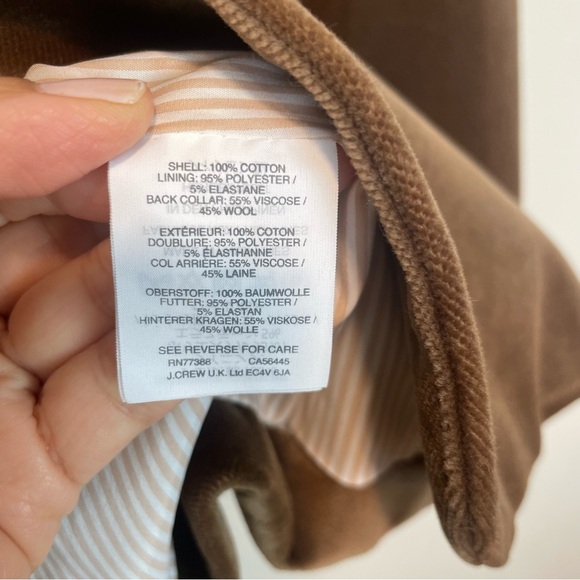 SHELL: 100% COTTON
LINING: 95% POLYESTER /
5% ELASTANE
BACK COLLAR: 55% VISCOSE /
45% WOOL
EXTÉRIEUR: 100% COTON
DOUBLURE: 95% POLYESTER /
5% ÉLASTHANNE
COL ARRIÈRE: 55% VISCOSE /
45% LAINE
OBERSTOFF: 100% BAUMWOLLE
FUTTER: 95% POLYESTER /
5% ELASTAN
HINTERER KRAGEN: 55% VISKOSE /
45% WOLLE
SEE REVERSE FOR CARE
RN77388 CA56445
J.CREW U.K. Ltd EC4V 6JA